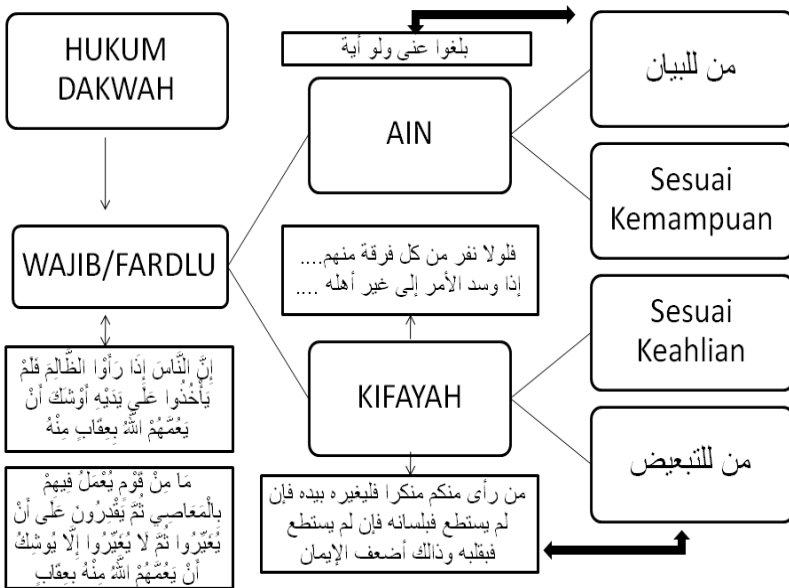 HUKUM
DAKWAH
WAJIB/FARDLU
إِنَّ النَّاسَ إِذَا رَأَوْا الظَّالِمَ فَلَمْ
يَأْخُذُوا عَلَى يَدَيْهِ أَوْشَكَ أَنْ
يَعُمَّهُمْ اللَّهُ بِعِقَابٍ مِنْهُ
مَا مِنْ قَوْمٍ يُعْمَلُ فِيهِمْ
بِالْمَعَاصِي ثُمَّ يَقْدِرُونَ عَلَى أَنْ
يُغَيِّرُوا ثُمَّ لَا يُغَيِّرُوا إِلَّا يُوشِكُ
أَنْ يَعُمَّهُمْ اللَّهُ مِنْهُ بِعِقَابٍ
بلغوا عنى ولو أية
AIN
فلولا نفر من كل فرقة منهم....
إذا وسد الأمر إلى غير أهله ....
KIFAYAH
من رأى منكم منكرا فليغيره بيده فإن
لم يستطع فبلسانه فإن لم يستطع
فبقلبه وذالك أضعف الإيمان
من للبيان
Sesuai
Kemampuan
Sesuai
Keahlian
من للتبعيض